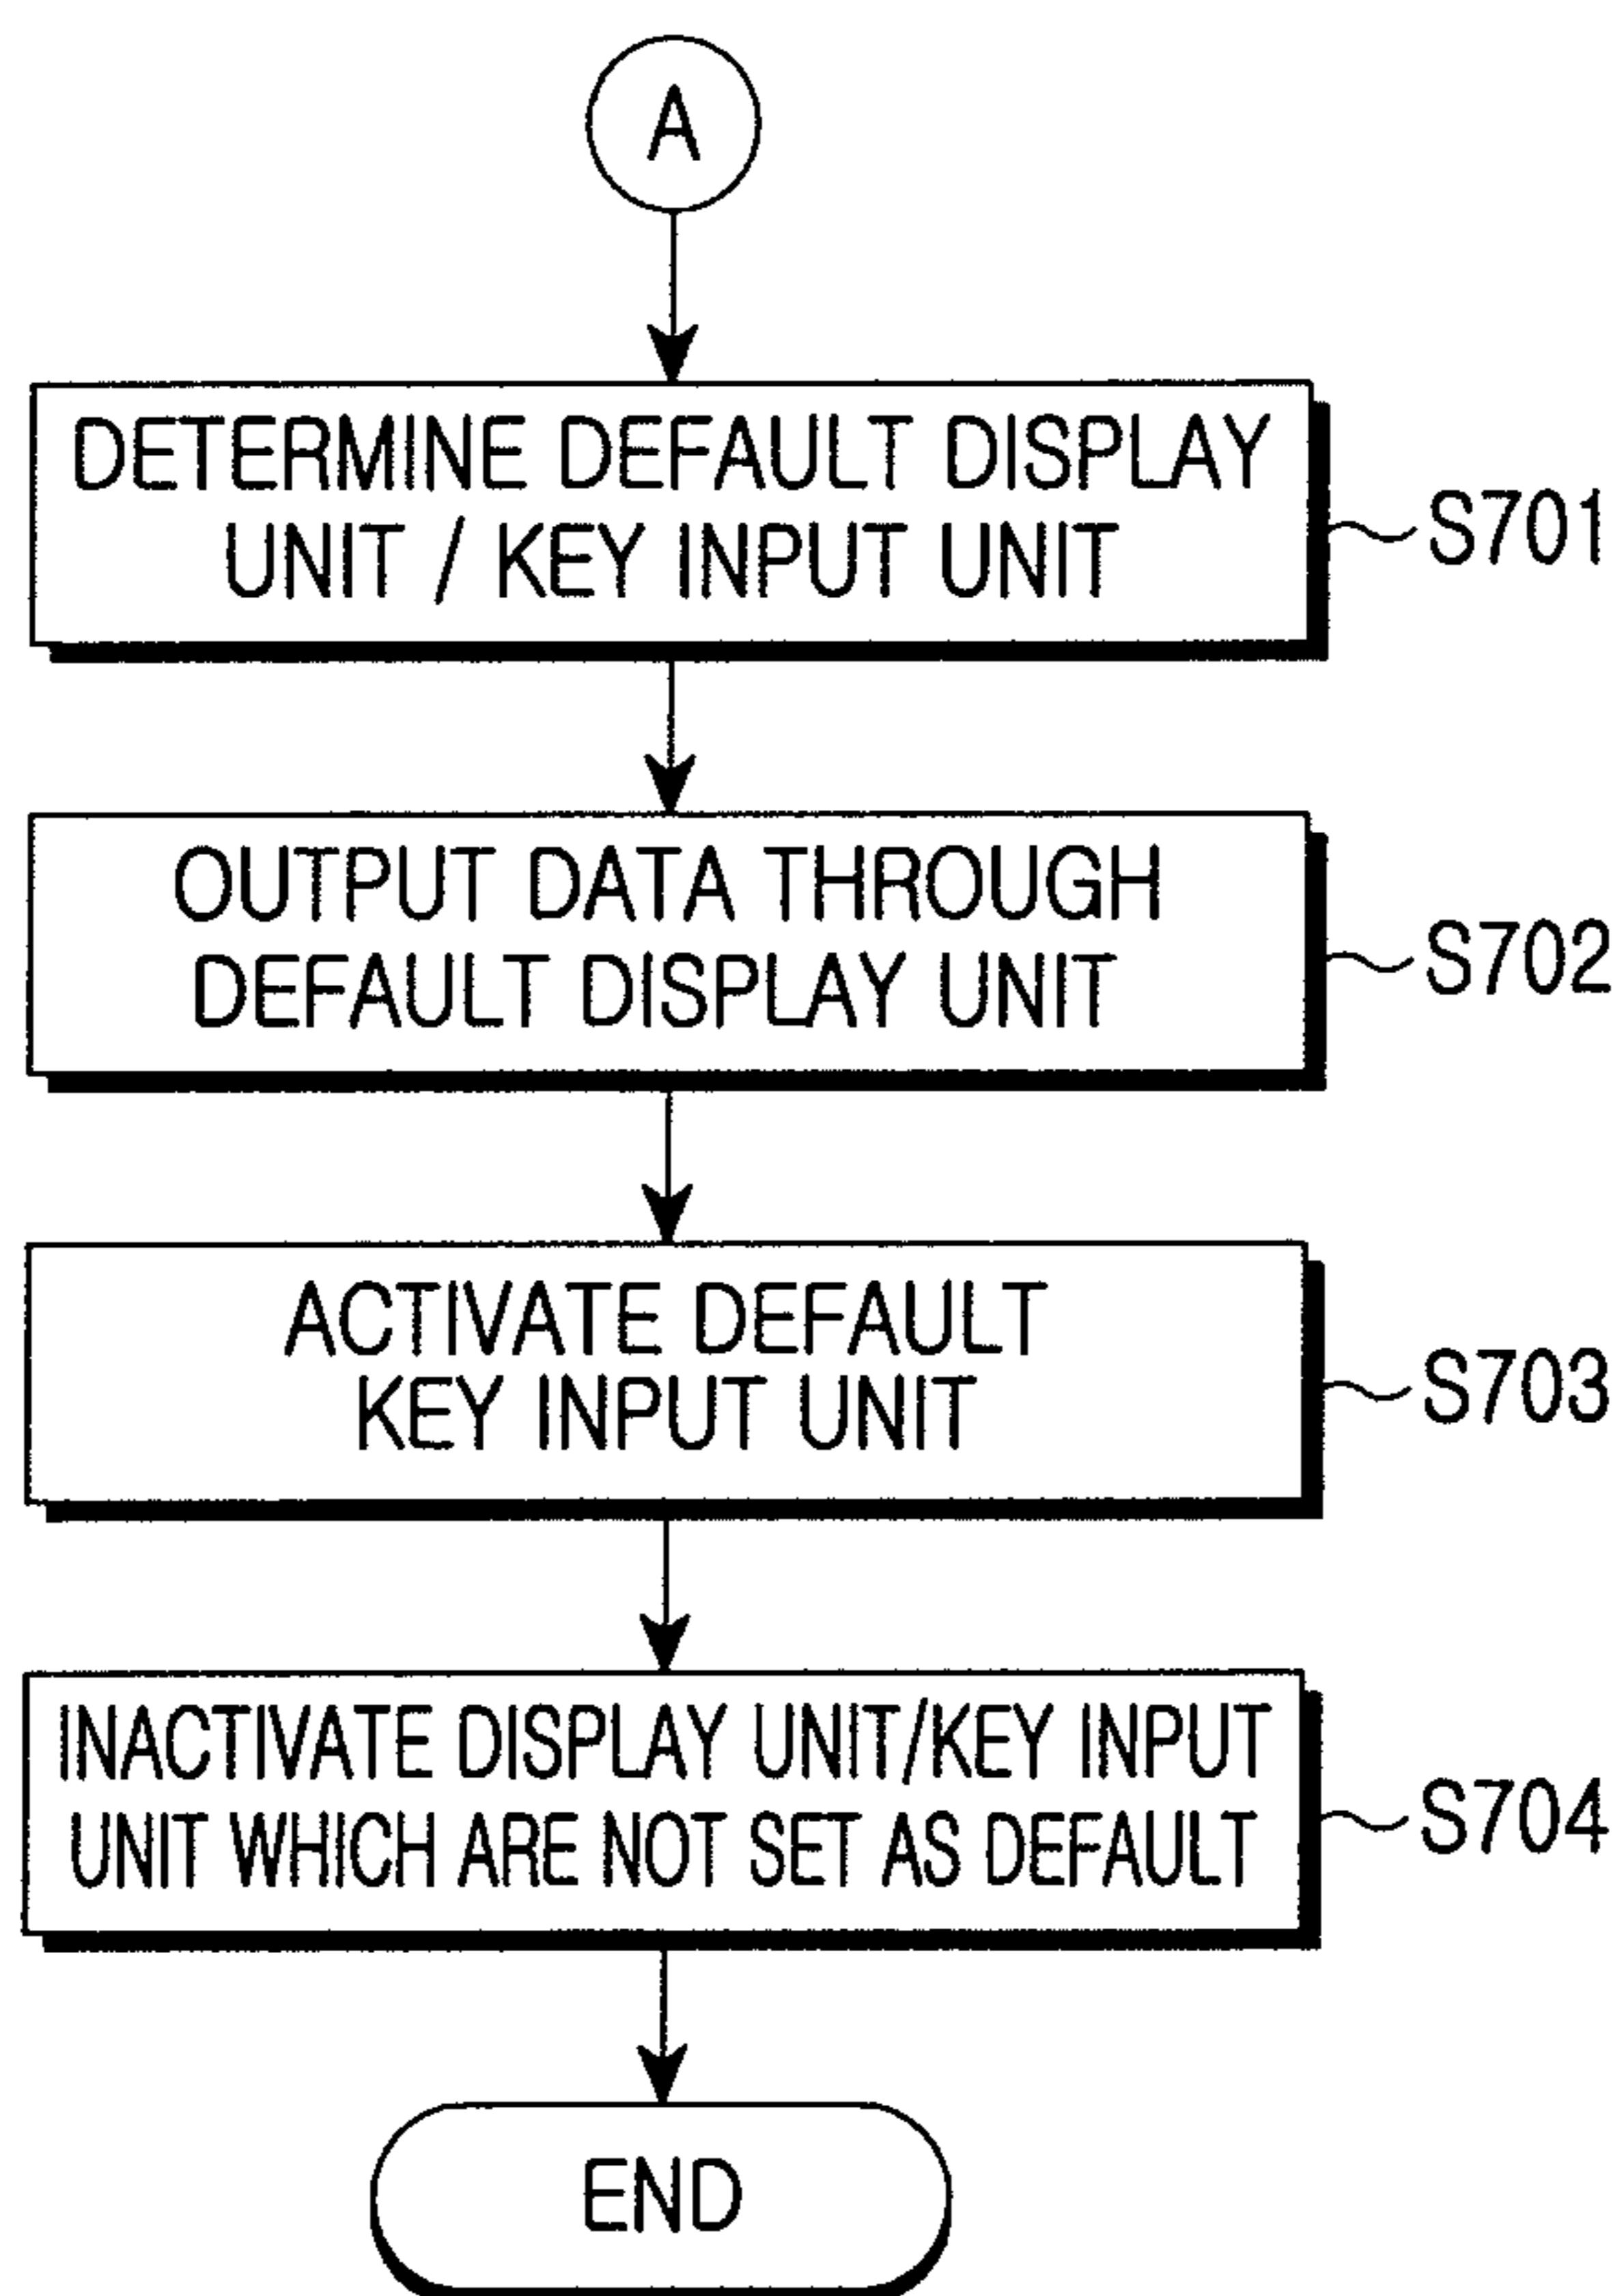 A
DETERMINE DEFAULT DISPLAY
UNIT / KEY INPUT UNIT
S701
OUTPUT DATA THROUGH
DEFAULT DISPLAY UNIT
S702
ACTIVATE DEFAULT
KEY INPUT UNIT
S703
INACTIVATE DISPLAY UNIT/KEY INPUT
UNIT WHICH ARE NOT SET AS DEFAULT
S704
END